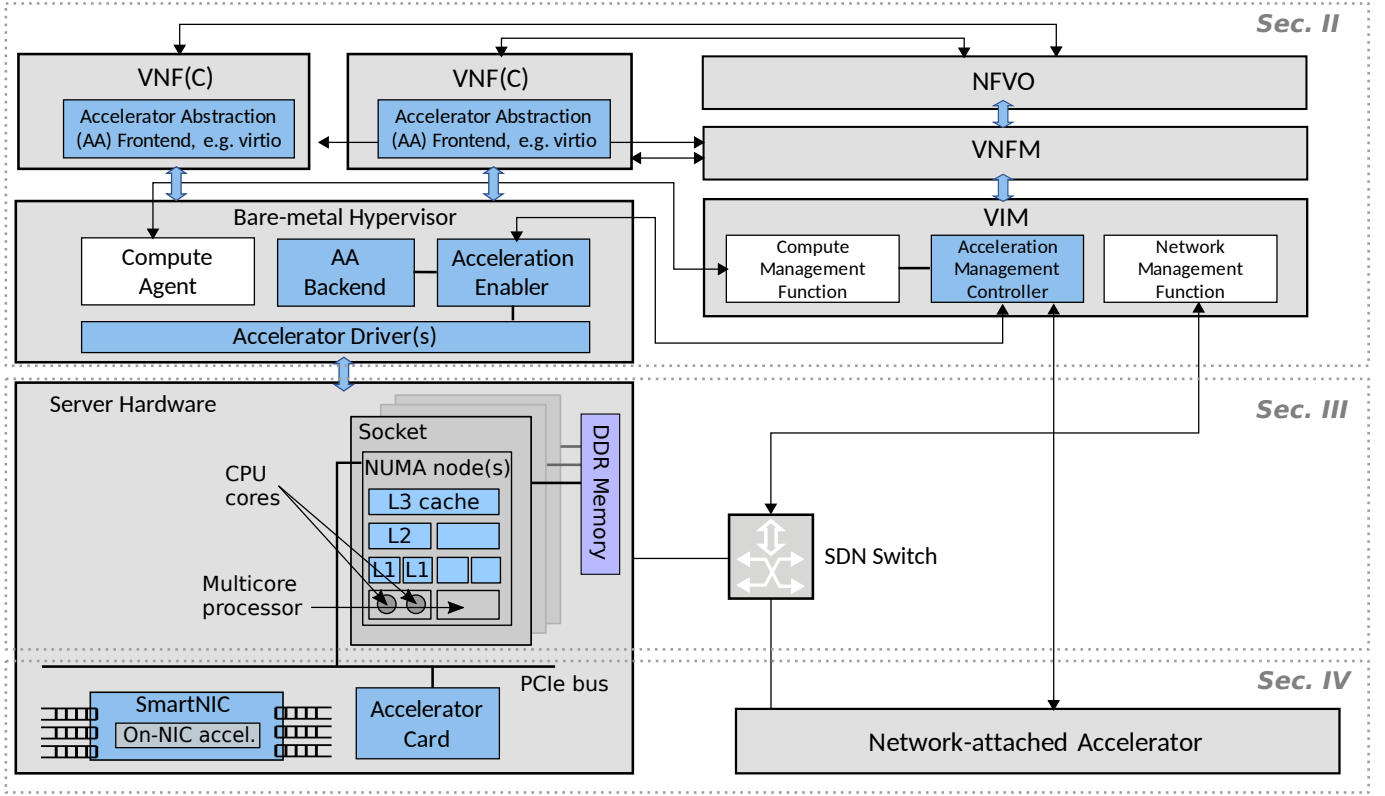 Sec. II
VNF(C)
Accelerator Abstraction
(AA) Frontend, e.g. virtio
VNF(C)
Accelerator Abstraction
(AA) Frontend, e.g. virtio
NFVO
VNFM
VIM
Compute
Management
Function
Acceleration
Management
Controller
Network
Management
Function
Bare-metal Hypervisor
Compute
Agent
AA
Backend
Acceleration
Enabler
Accelerator Driver(s)
Sec. III
Server Hardware
Socket
NUMA node(s)
L3 cache
L2
L1
L1
CPU
cores
Multicore
processor
DDR Memory
SDN Switch
Sec. IV
PCIe bus
SmartNIC
On-NIC accel.
Accelerator
Card
Network-attached Accelerator